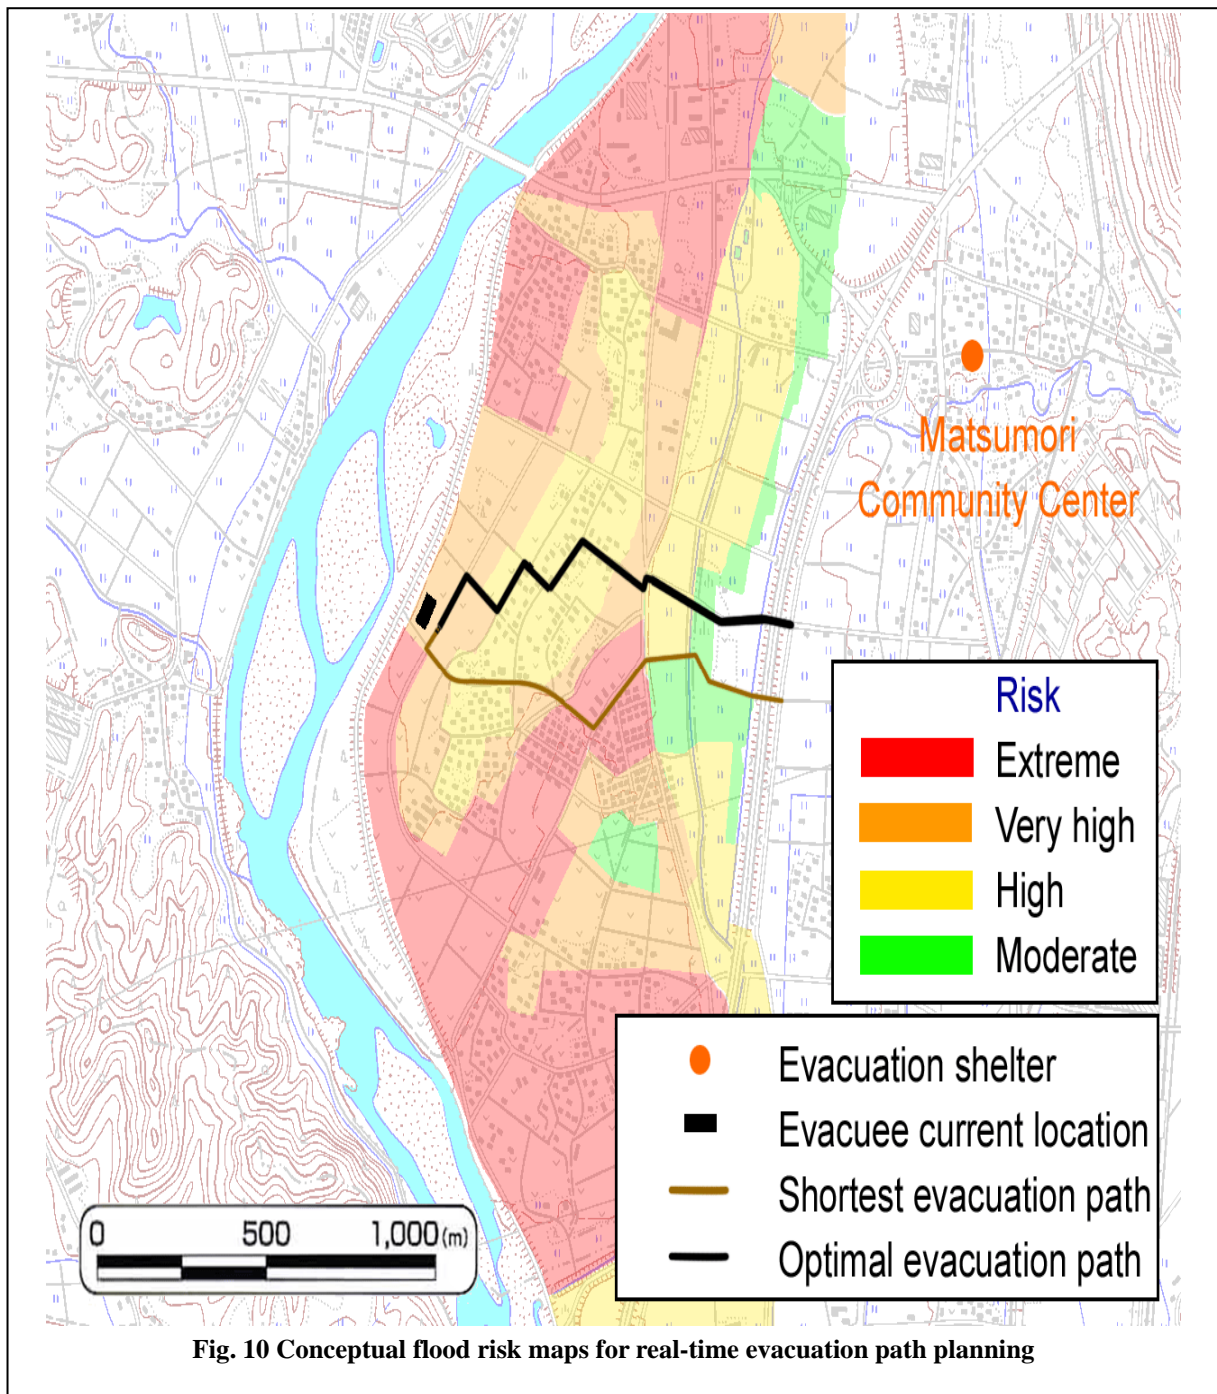 Matsumori
Community Center
Risk
Extreme
Very high
High
Moderate
Evacuation shelter
Evacuee current location
Shortest evacuation path
Optimal evacuation path
0 500 1,000 (m)
Fig. 10 Conceptual flood risk maps for real-time evacuation path planning